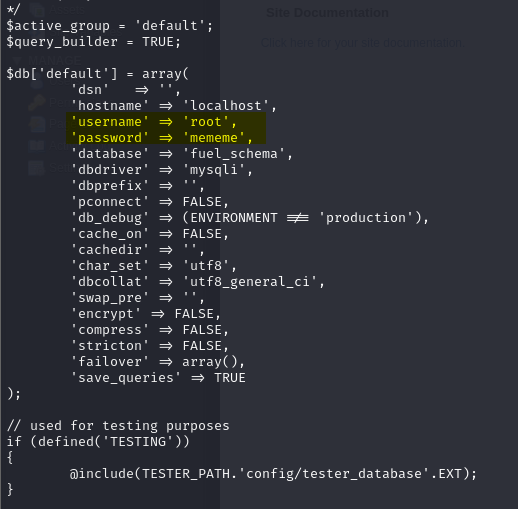 */
Site Documentation
$active_group = 'default';
$query_builder = TRUE;
Click here for your site documentation.
$db['default'] = array(
'dsn' => '',
'hostname' => 'localhost',
'username' => 'root',
'password' => 'mememe',
'database' => 'fuel_schema',
'dbdriver' => 'mysqli',
'dbprefix' => '',
'pconnect' => FALSE,
'db_debug' => (ENVIRONMENT !== 'production'),
'cache_on' => FALSE,
'cachedir' => '',
'char_set' => 'utf8',
'dbcollat' => 'utf8_general_ci',
'swap_pre' => '',
'encrypt' => FALSE,
'compress' => FALSE,
'stricton' => FALSE,
'failover' => array(),
'save_queries' => TRUE
);
// used for testing purposes
if (defined('TESTING'))
{
@include(TESTER_PATH.'config/tester_database'.EXT);
}